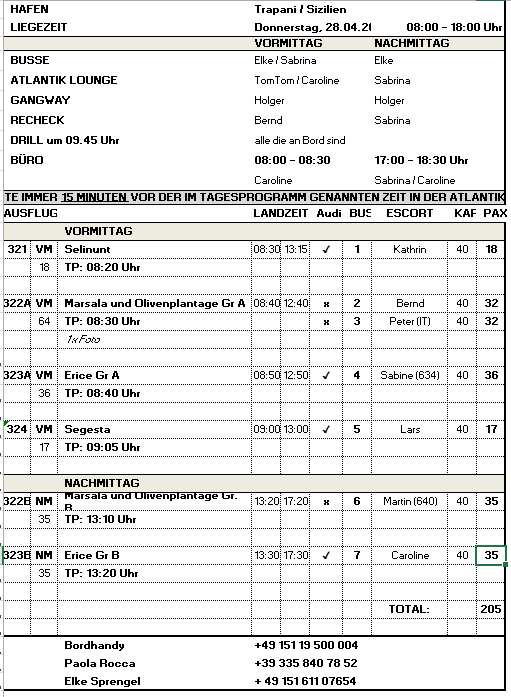 HAFEN Trapani / Sizilien
LIEGEZEIT Donnerstag, 28.04.2 08:00 - 18:00 Uhr
VORMITTAG NACHMITTAG
BUSSE Elke / Sabrina Elke
ATLANTIK LOUNGE TomTom / Caroline Sabrina
GANGWAY Holger Holger
RECHECK Bernd Sabrina
DRILL um 09.45 Uhr alle die an Bord sind
BÜRO 08:00 - 08:30 17:00 - 18:30 Uhr
Caroline Sabrina / Caroline
TE IMMER 15 MINUTEN VOR DER IM TAGESPROGRAMM GENANNTEN ZEIT IN DER ATLANTIK
AUSFLUG LANDZEIT Audi BUS ESCORT KAP PAX
VORMITTAG
321 VM Selinunt 08:30 13:15 ✓ 1 Kathrin 40 18
18 TP: 08:20 Uhr
322A VM Marsala und Olivenplantage Gr A 08:40 12:40 x 2 Bernd 40 32
64 TP: 08:30 Uhr x 3 Peter (IT) 40 32
1x Foto
323A VM Erice Gr A 08:50 12:50 ✓ 4 Sabine (634) 40 36
36 TP: 08:40 Uhr
324 VM Segesta 09:00 13:00 ✓ 5 Lars 40 17
17 TP: 09:05 Uhr
NACHMITTAG
322B NM Marsala und Olivenplantage Gr. B 13:20 17:20 x 6 Martin (640) 40 35
35 TP: 13:10 Uhr
323B NM Erice Gr B 13:30 17:30 ✓ 7 Caroline 40 35
35 TP: 13:20 Uhr
TOTAL: 205
Bordhandy +49 151 19 500 004
Paola Rocca +39 335 840 78 52
Elke Sprengel + 49 151 611 07654